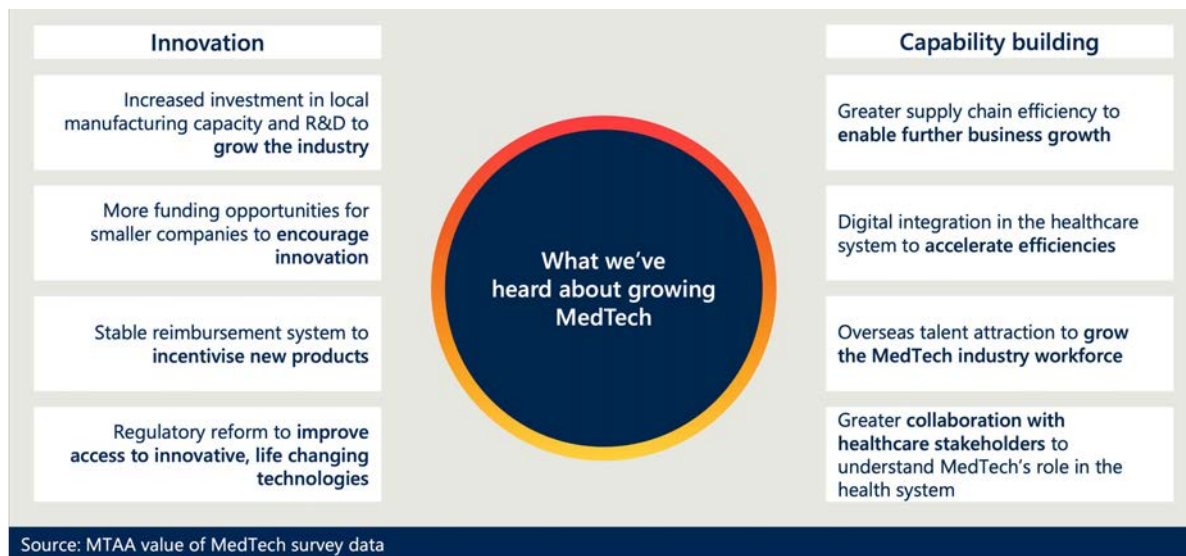 Innovation
Increased investment in local
manufacturing capacity and R&D to
grow the industry
More funding opportunities for
smaller companies to encourage
innovation
Stable reimbursement system to
incentivise new products
Regulatory reform to improve
access to innovative, life changing
technologies
What we’ve
heard about growing
MedTech
Capability building
Greater supply chain efficiency to
enable further business growth
Digital integration in the healthcare
system to accelerate efficiencies
Overseas talent attraction to grow
the MedTech industry workforce
Greater collaboration with
healthcare stakeholders to
understand MedTech’s role in the
health system
Source: MTAA value of MedTech survey data